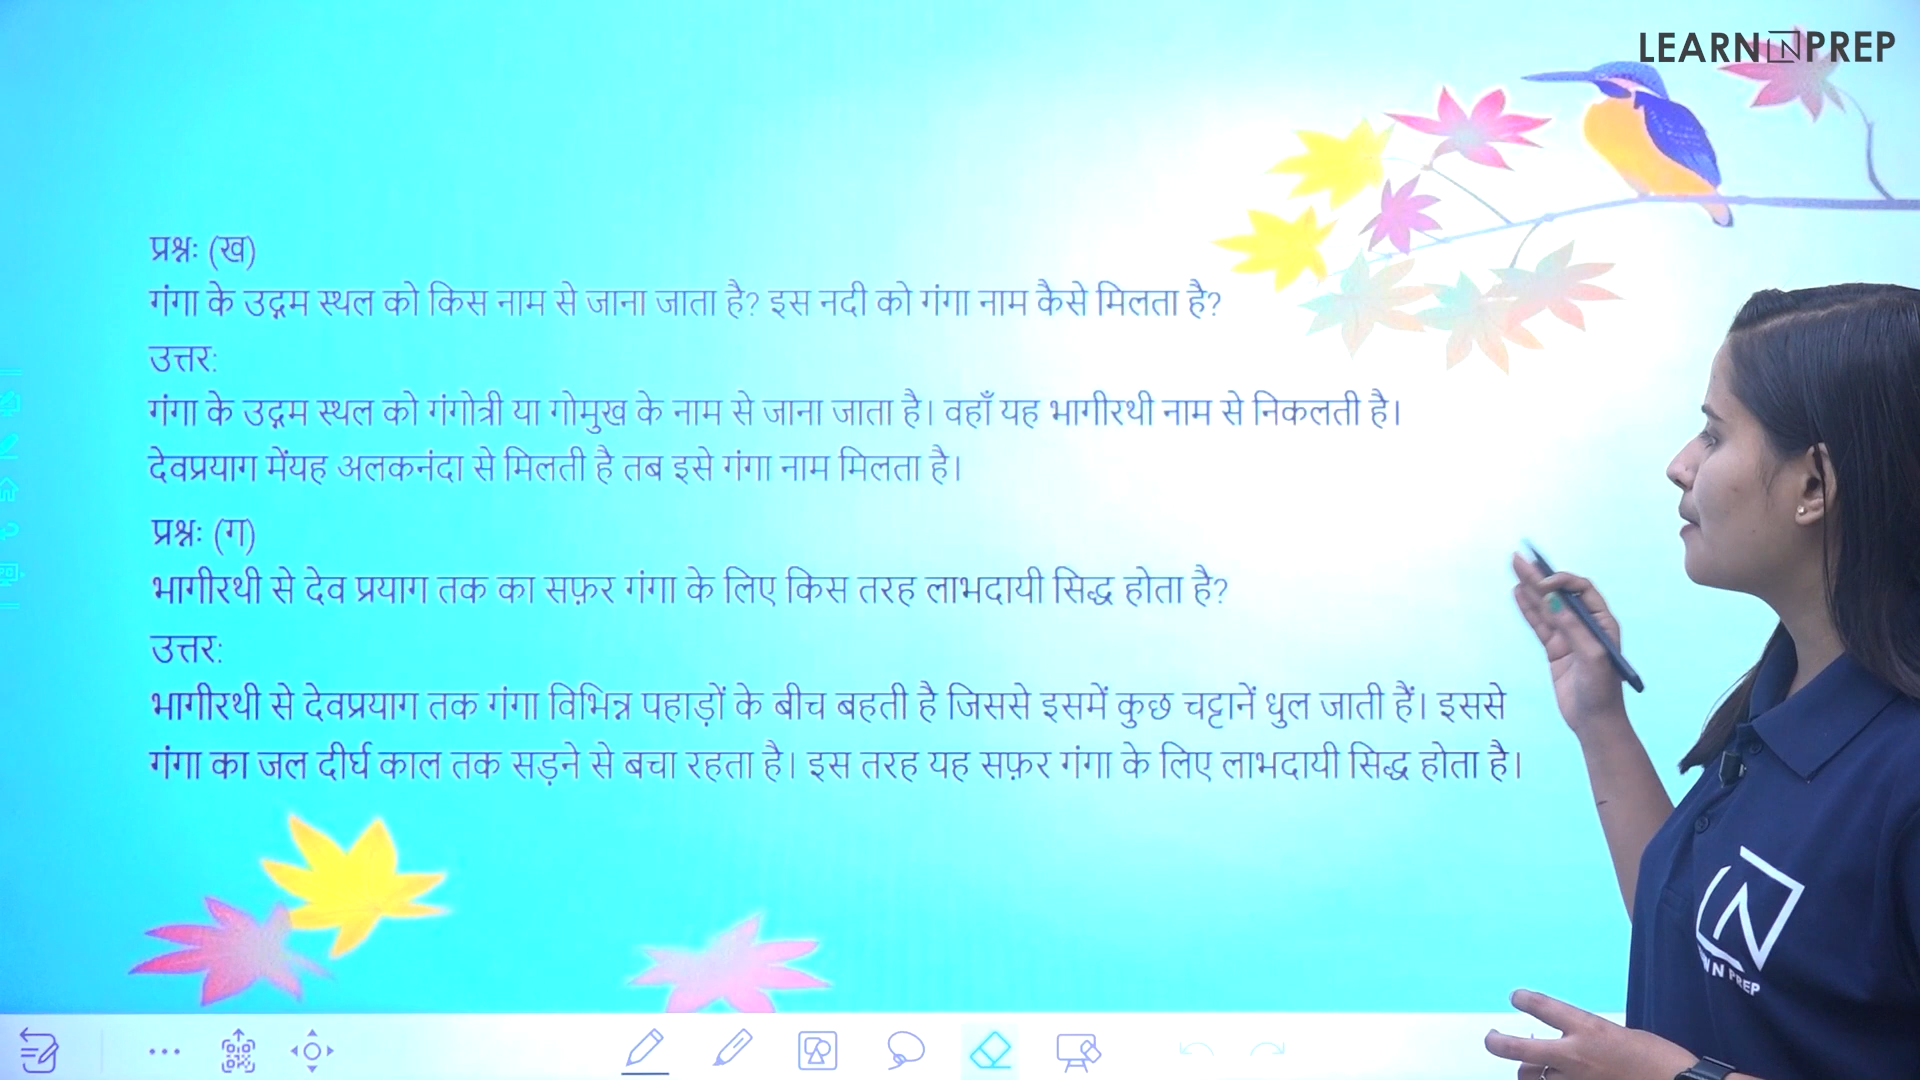 LEARN N PREP
प्रश्नः (ख)
गंगा के उद्गम स्थल को किस नाम से जाना जाता है? इस नदी को गंगा नाम कैसे मिलता है?
उत्तर:
गंगा के उद्गम स्थल को गंगोत्री या गोमुख के नाम से जाना जाता है। वहाँ यह भागीरथी नाम से निकलती है।
देवप्रयाग मेंयह अलकनंदा से मिलती है तब इसे गंगा नाम मिलता है।
प्रश्नः (ग)
भागीरथी से देव प्रयाग तक का सफ़र गंगा के लिए किस तरह लाभदायी सिद्ध होता है?
उत्तर:
भागीरथी से देवप्रयाग तक गंगा विभिन्न पहाड़ों के बीच बहती है जिससे इसमें कुछ चट्टानें धुल जाती हैं। इससे
गंगा का जल दीर्घ काल तक सड़ने से बचा रहता है। इस तरह यह सफ़र गंगा के लिए लाभदायी सिद्ध होता है।
N PREP